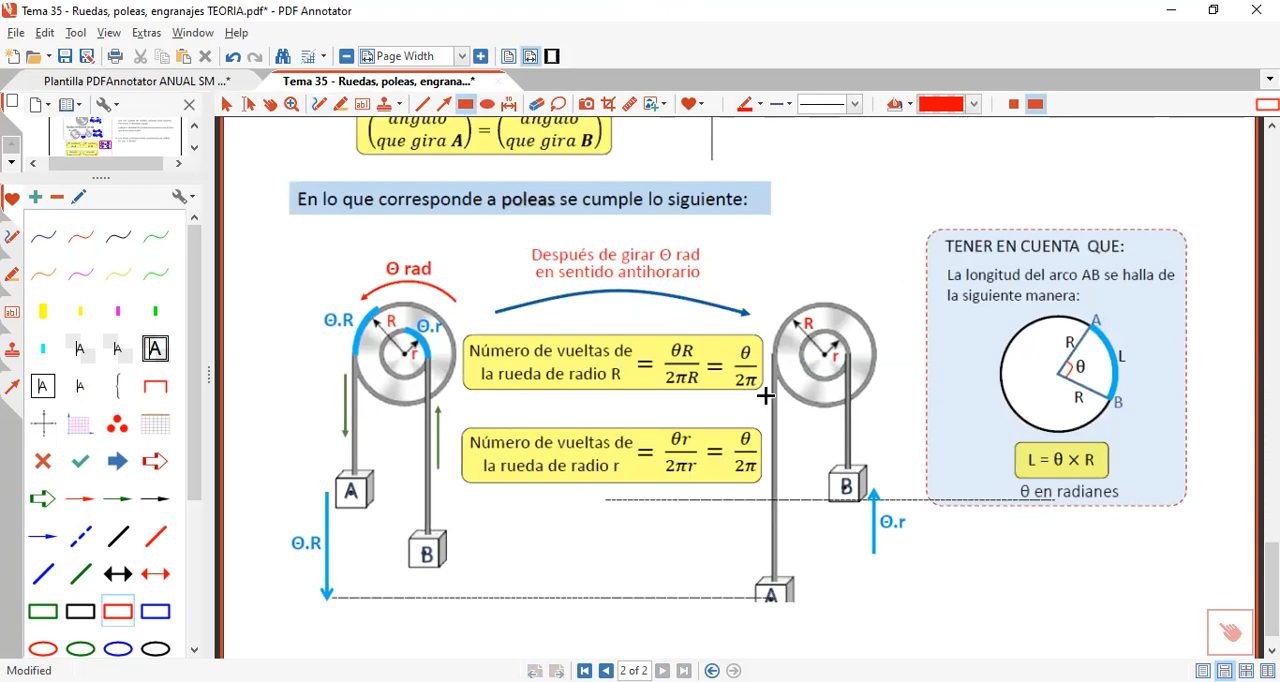 Tema 35 - Ruedas, poleas, engranajes TEORIA.pdf* - PDF Annotator
File Edit Tool View Extras Window Help
Page Width
Plantilla PDFAnnotator ANUAL SM ...*
Tema 35 - Ruedas, poleas, engrana...*
(ángulo que gira A) = (ángulo que gira B)
En lo que corresponde a poleas se cumple lo siguiente:
Θ rad
Después de girar Θ rad
en sentido antihorario
Θ.R
R
Θ.r
r
Número de vueltas de
la rueda de radio R
= θR/2πR = θ/2π
Número de vueltas de
la rueda de radio r
= θr/2πr = θ/2π
A
B
Θ.R
R
r
B
Θ.r
A
TENER EN CUENTA QUE:
La longitud del arco AB se halla de
la siguiente manera:
A
R
L
θ
R
B
L = θ × R
θ en radianes
A
A
A
A
A
Modified
2 of 2